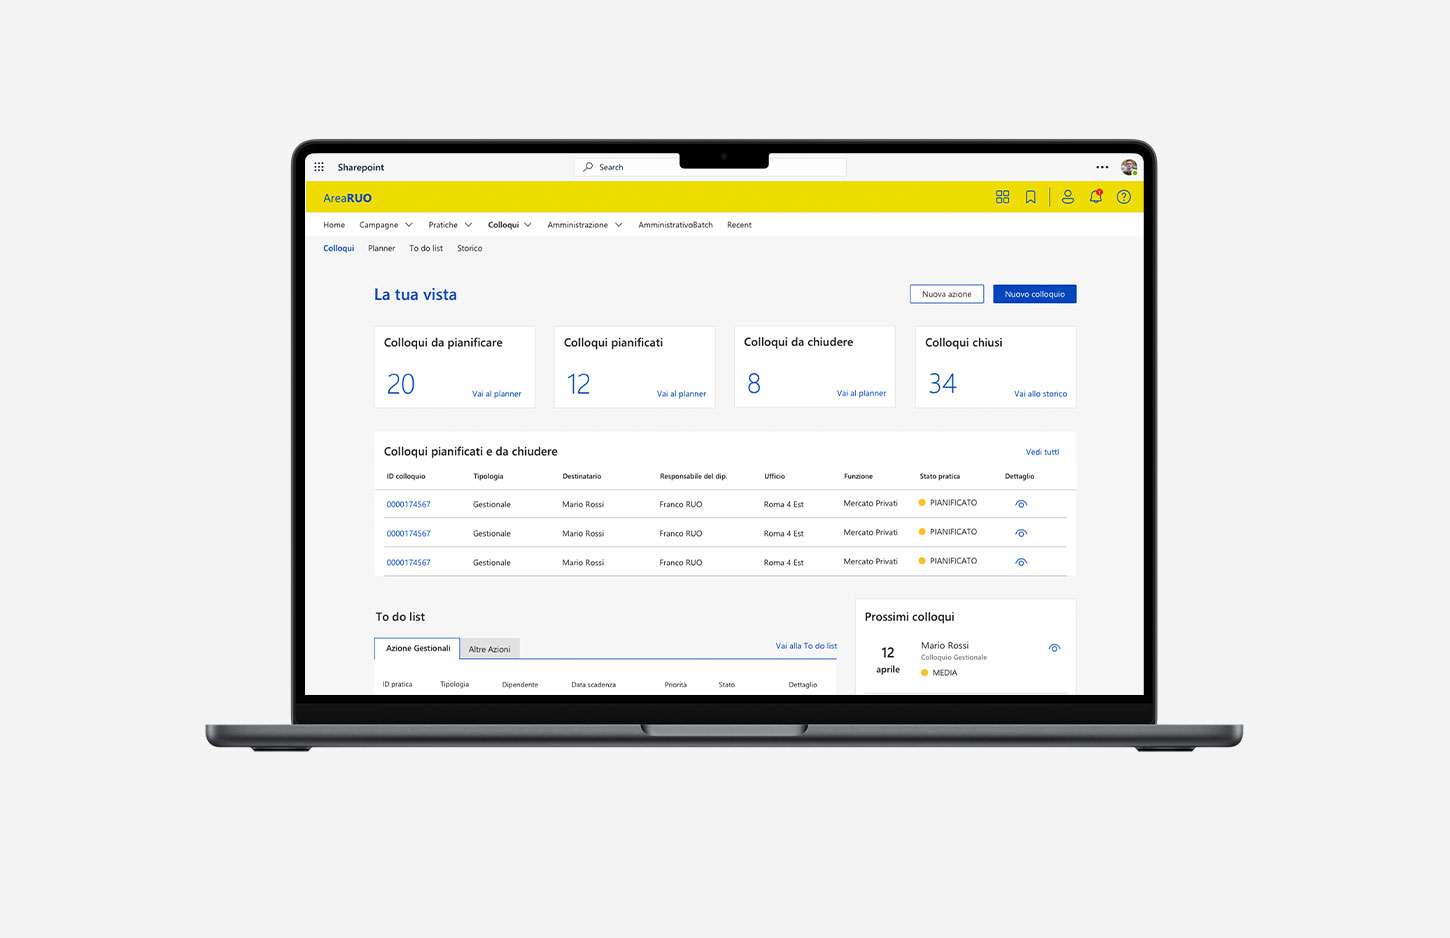 Sharepoint
Search
AreaRUO
1
?
Home Campagne Pratiche Colloqui Amministrazione AmministrativoBatch Recent
Colloqui Planner To do list Storico
La tua vista
Nuova azione
Nuovo colloquio
Colloqui da pianificare
20
Vai al planner
Colloqui pianificati
12
Vai al planner
Colloqui da chiudere
8
Vai al planner
Colloqui chiusi
34
Vai allo storico
Colloqui pianificati e da chiudere
Vedi tuttI
ID colloquio Tipologia Destinatario Responsabile del dip. Ufficio Funzione Stato pratica Dettaglio
0000174567 Gestionale Mario Rossi Franco RUO Roma 4 Est Mercato Privati PIANIFICATO
0000174567 Gestionale Mario Rossi Franco RUO Roma 4 Est Mercato Privati PIANIFICATO
0000174567 Gestionale Mario Rossi Franco RUO Roma 4 Est Mercato Privati PIANIFICATO
To do list
Azione Gestionali Altre Azioni
Vai alla To do list
ID pratica Tipologia Dipendente Data scadenza Priorità Stato Dettaglio
Prossimi colloqui
12
aprile
Mario Rossi
Colloquio Gestionale
MEDIA